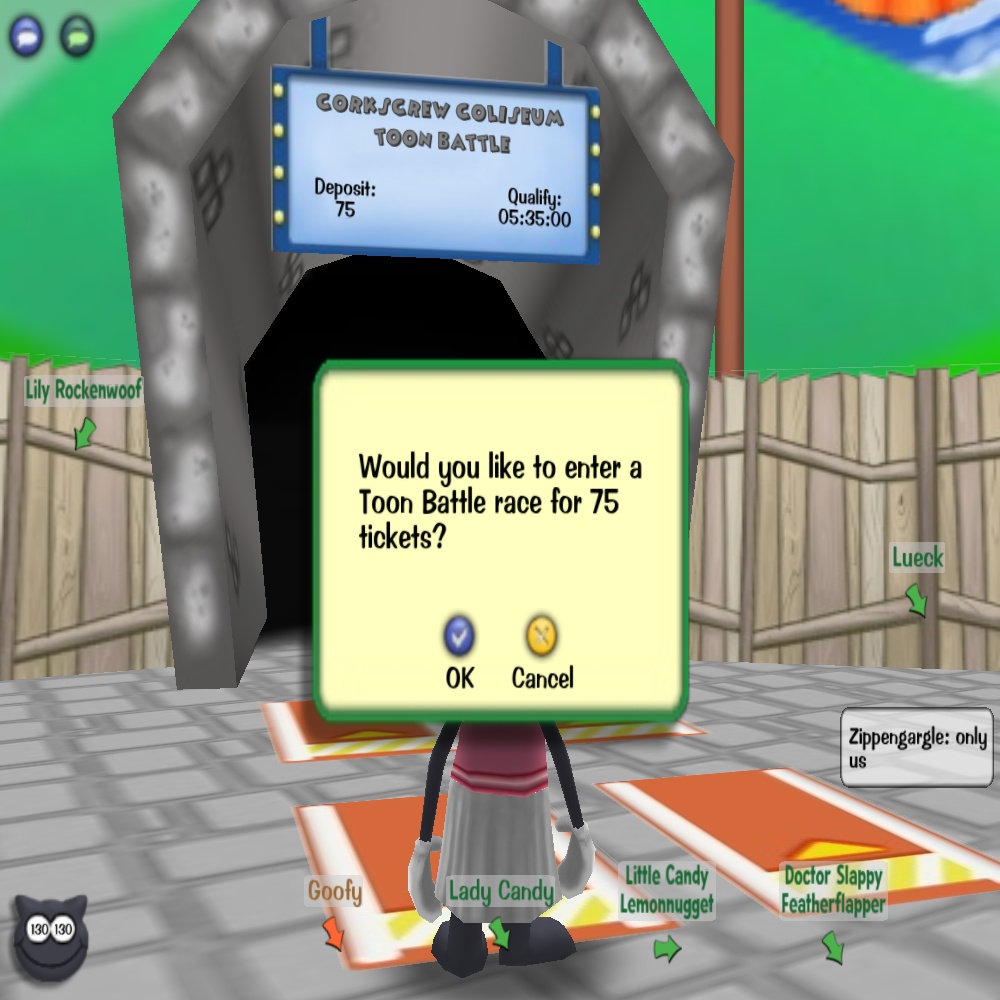 CORKSCREW COLISEUM
TOON BATTLE
Deposit:
75
Qualify:
05:35:00
Lily Rockenwoof
Would you like to enter a
Toon Battle race for 75
tickets?
OK
Cancel
Lueck
Zippengargle: only
us
Goofy
Lady Candy
Little Candy
Lemonnugget
Doctor Slappy
Featherflapper
130 130